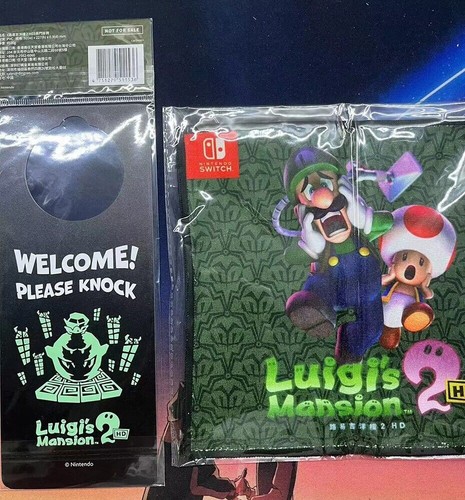 NOT FOR SALE
WELCOME!
PLEASE KNOCK
Luigi's
Mansion. 2 HD
© Nintendo
NINTENDO
SWITCH
Luigi's
Mansion 2 H
路易吉洋樓 2 HD